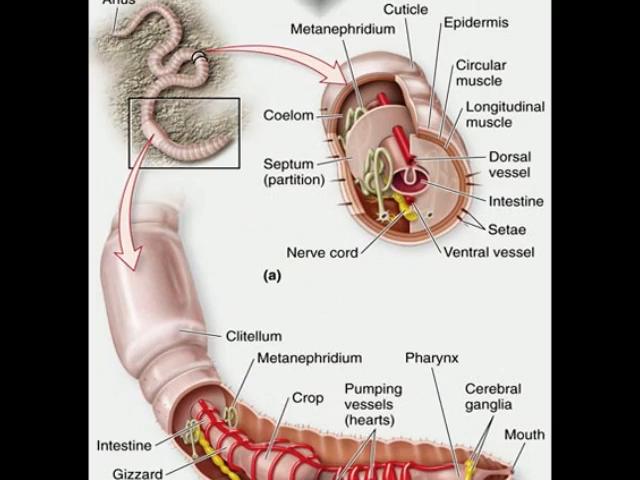 Anus
Cuticle
Metanephridium
Epidermis
Circular
muscle
Longitudinal
muscle
Coelom
Septum
(partition)
Dorsal
vessel
Intestine
Setae
Nerve cord
Ventral vessel
(a)
Clitellum
Metanephridium
Pharynx
Crop
Pumping
vessels
(hearts)
Cerebral
ganglia
Mouth
Intestine
Gizzard